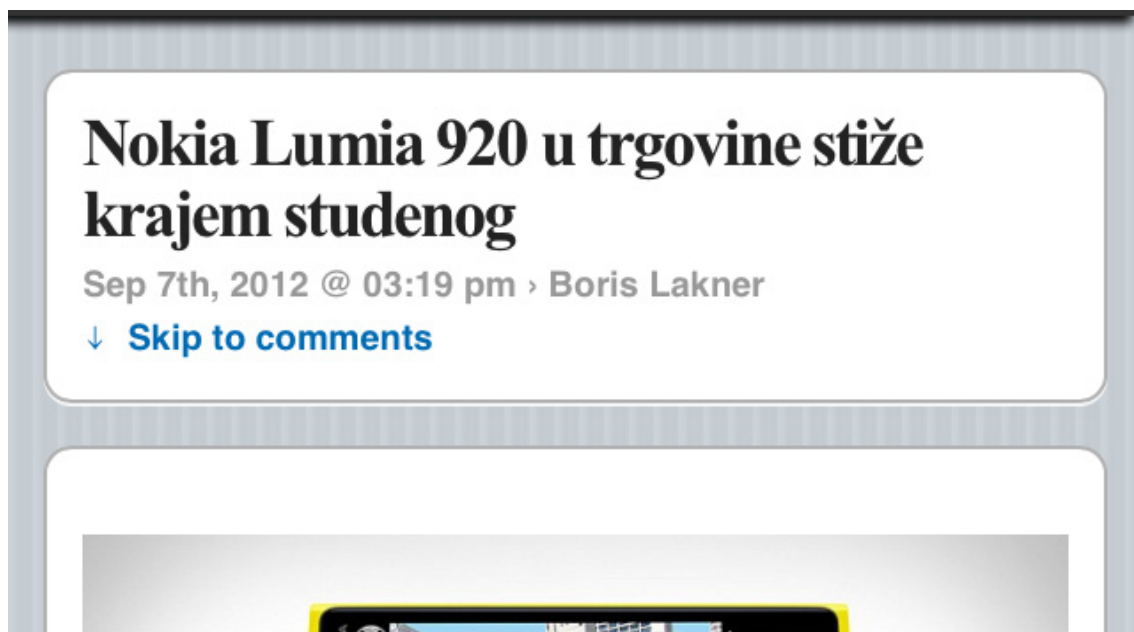 Nokia Lumia 920 u trgovine stiže
krajem studenog
Sep 7th, 2012 @ 03:19 pm › Boris Lakner
↓ Skip to comments